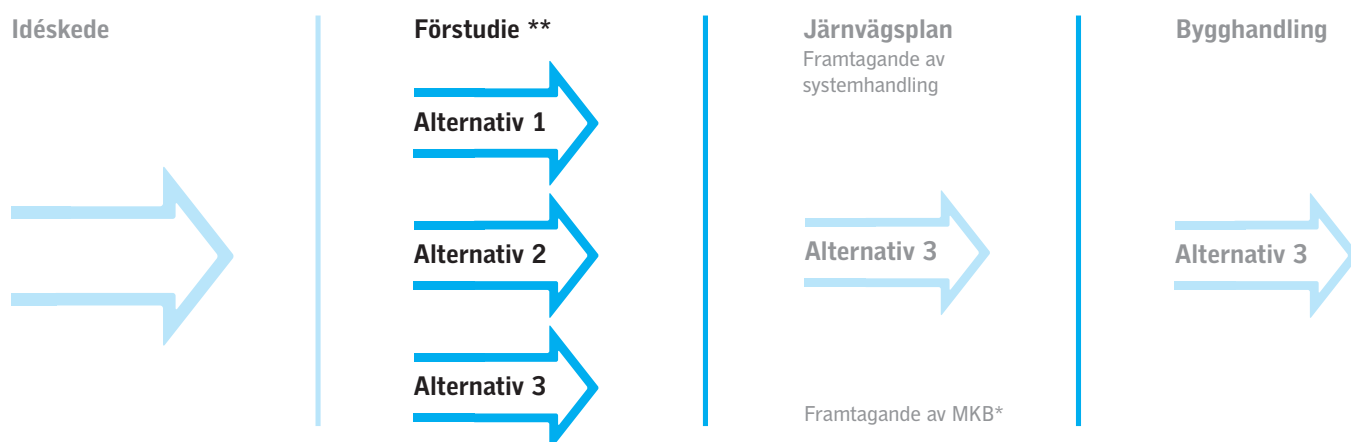 Idéskede
Förstudie **
Alternativ 1
Alternativ 2
Alternativ 3
Järnvägsplan
Framtagande av
systemhandling
Alternativ 3
Framtagande av MKB*
Bygghandling
Alternativ 3